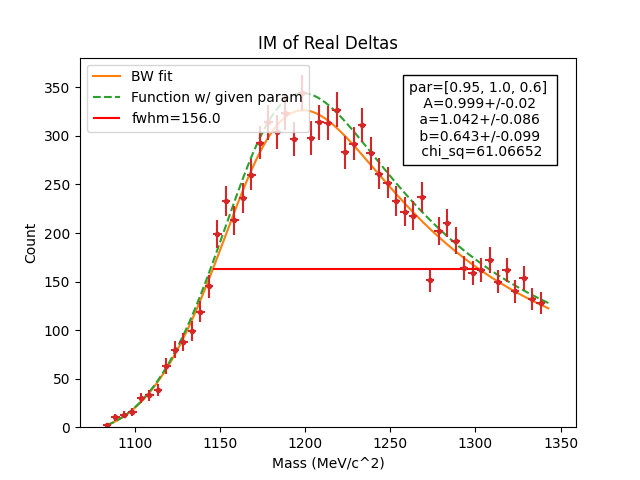 IM of Real Deltas
BW fit
Function w/ given param
fwhm=156.0
par=[0.95, 1.0, 0.6]
A=0.999+/-0.02
a=1.042+/-0.086
b=0.643+/-0.099
chi_sq=61.06652
Count
350
300
250
200
150
100
50
0
1100
1150
1200
1250
1300
1350
Mass (MeV/c^2)